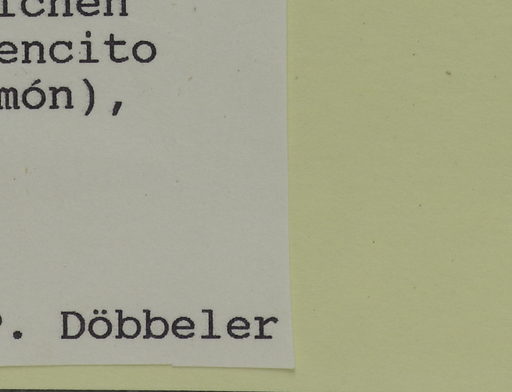 ichen
encito
món),
. Döbbeler